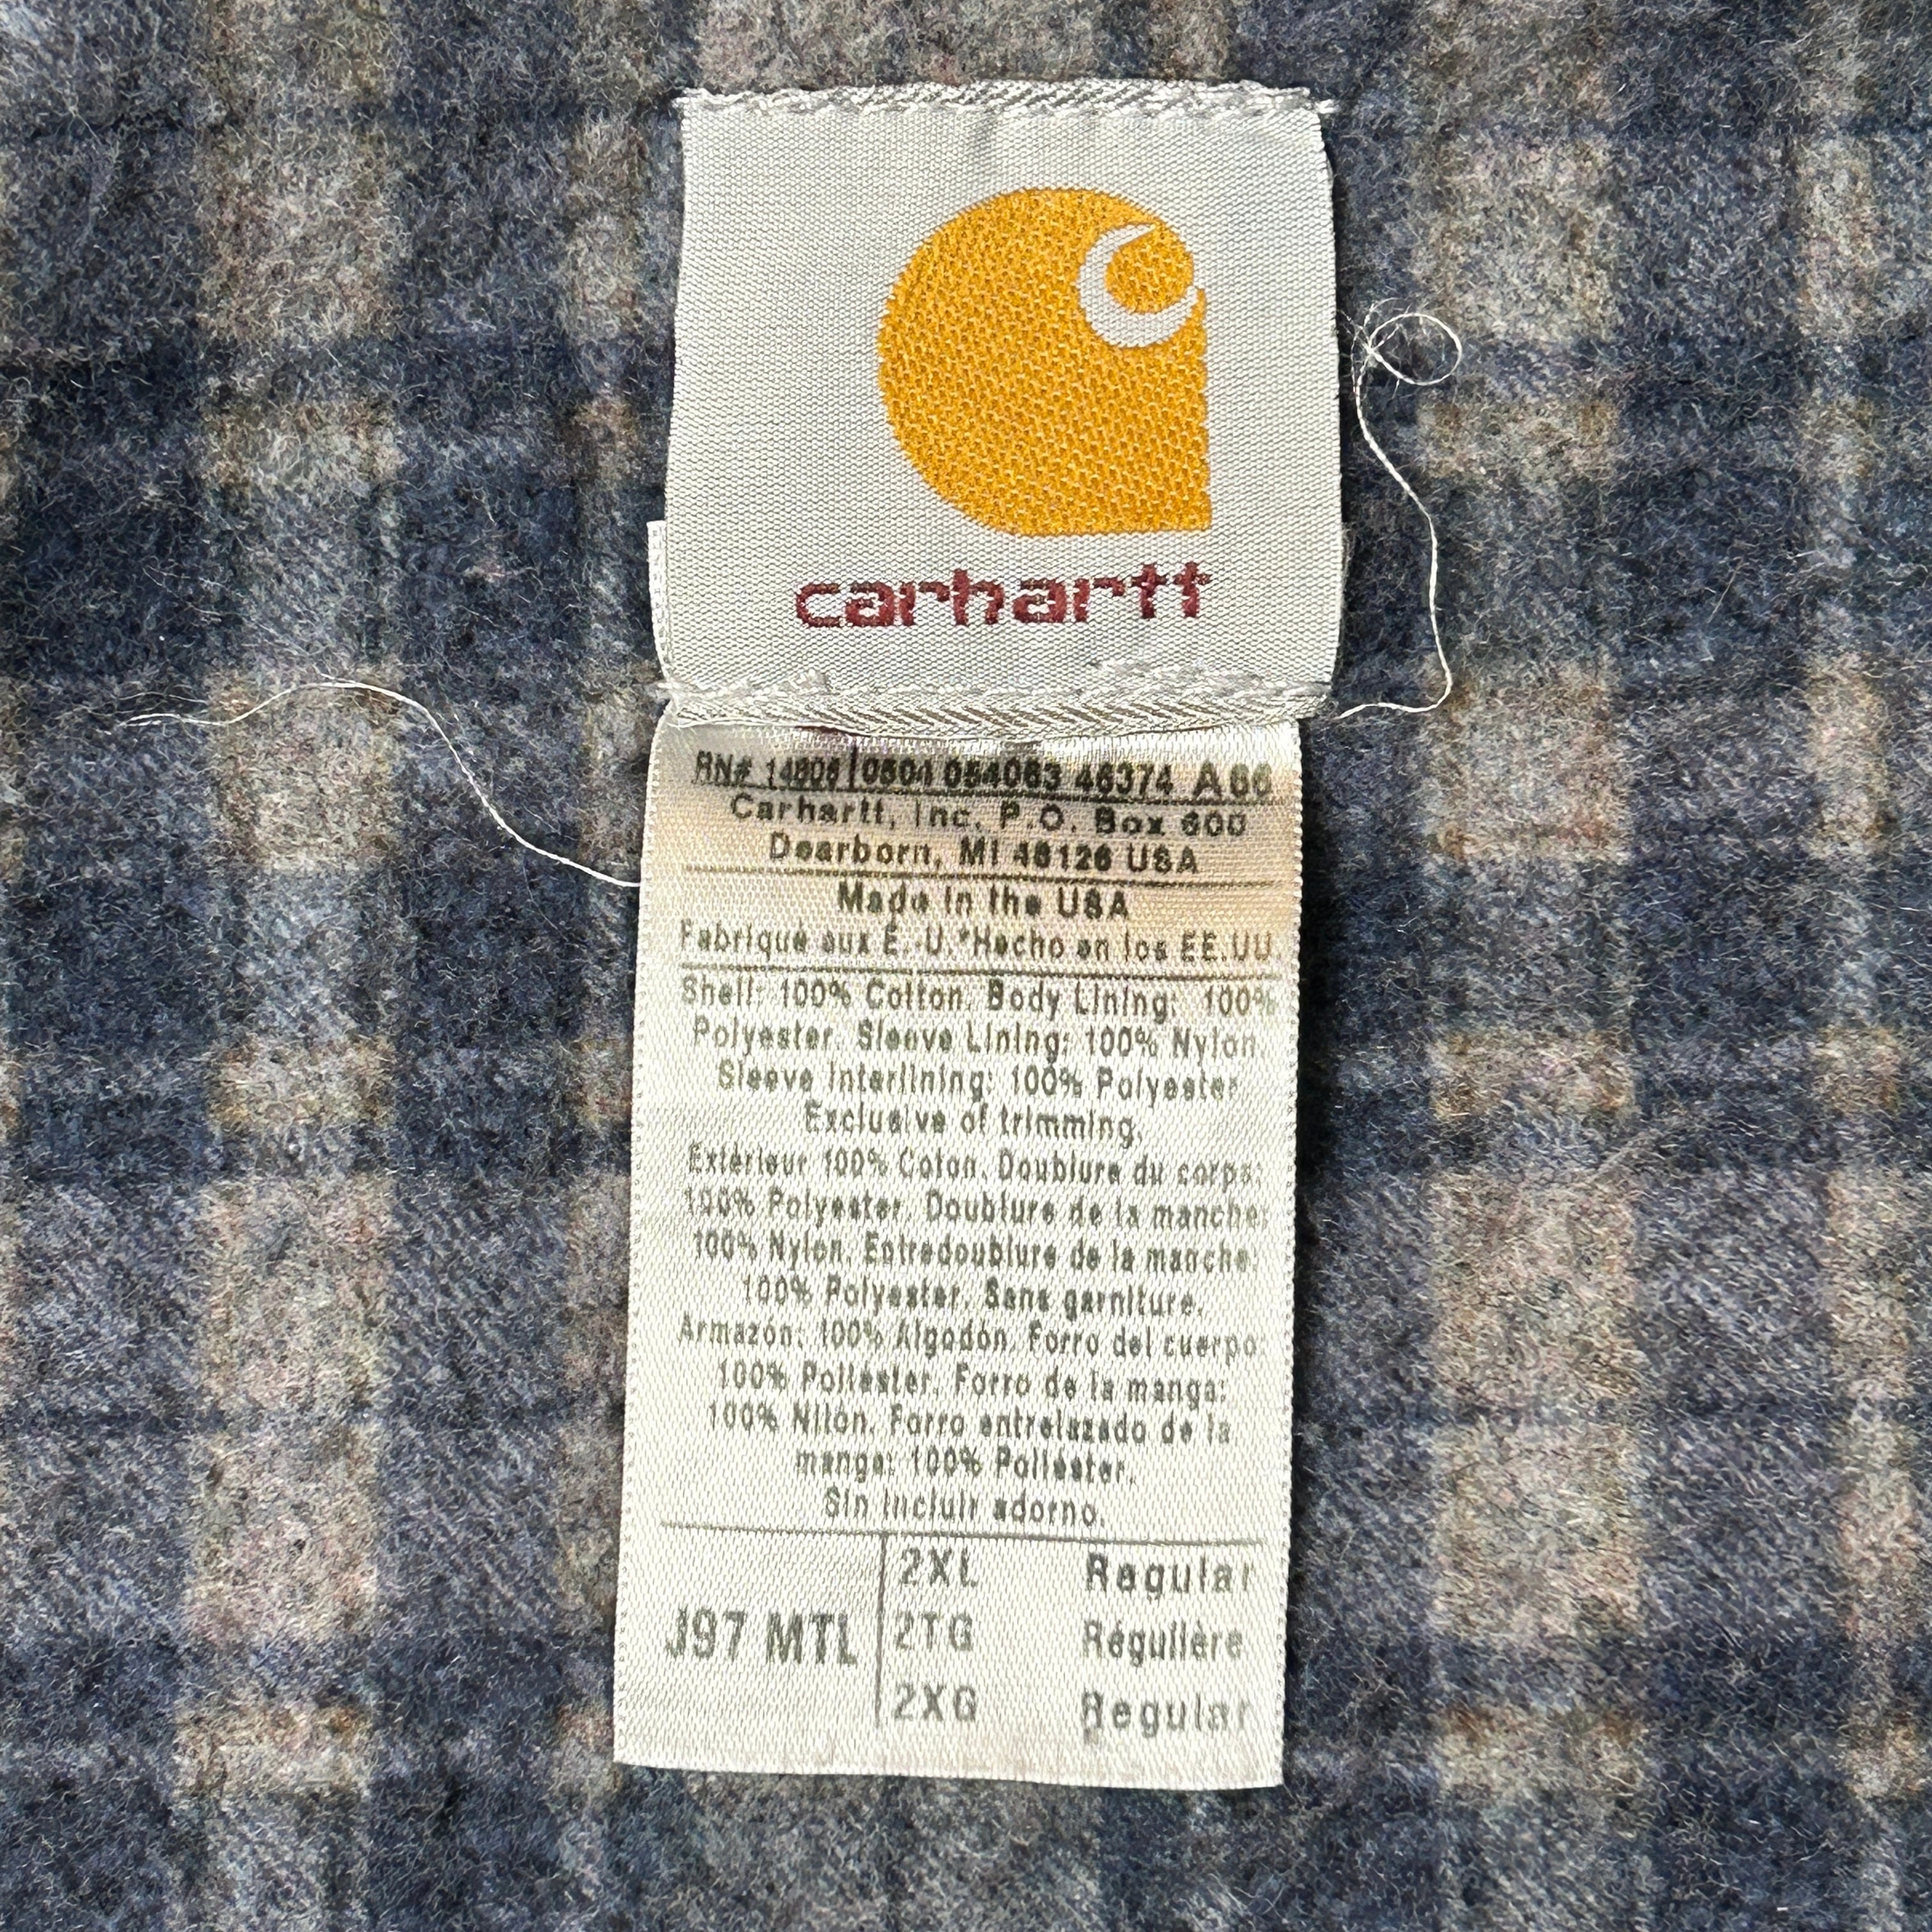 carhartt
RN# 14806 0804 054063 46374 A 66
Carhartt, Inc. P.O. Box 600
Dearborn, MI 48126 USA
Made in the USA
Fabriqué aux É.-U.*Hecho en los EE.UU.
Shell: 100% Cotton. Body Lining: 100%
Polyester. Sleeve Lining: 100% Nylon.
Sleeve Interlining: 100% Polyester
Exclusive of trimming.
Extérieur 100% Coton. Doublure du corps:
100% Polyester. Doublure de la manche:
100% Nylon. Entredoublure de la manche:
100% Polyester. Sans garniture.
Armazón: 100% Algodón. Forro del cuerpo:
100% Poliéster. Forro de la manga:
100% Nilón. Forro entrelazado de la
manga: 100% Poliéster.
Sin incluir adorno.
2XL Regular
J97 MTL 2TG Régulière
2XG Regular